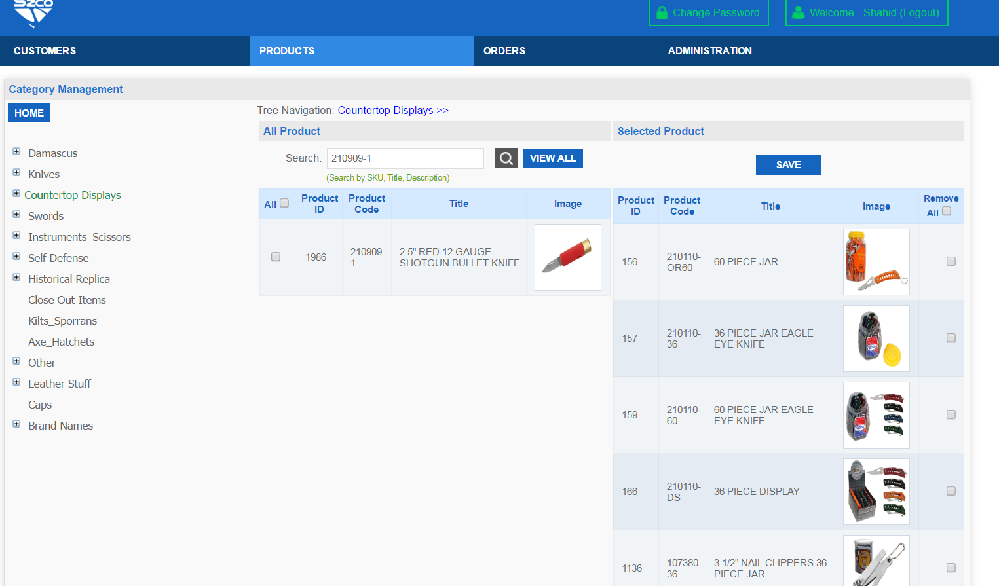 SZCO
Change Password
Welcome - Shahid (Logout)
CUSTOMERS
PRODUCTS
ORDERS
ADMINISTRATION
Category Management
HOME
Damascus
Knives
Countertop Displays
Swords
Instruments_Scissors
Self Defense
Historical Replica
Close Out Items
Kilts_Sporrans
Axe_Hatchets
Other
Leather Stuff
Caps
Brand Names
Tree Navigation: Countertop Displays >>
All Product
Search: 210909-1
VIEW ALL
(Search by SKU, Title, Description)
All
Product
ID
Product
Code
Title
Image
1986
210909-
1
2.5" RED 12 GAUGE
SHOTGUN BULLET KNIFE
Selected Product
SAVE
Product
ID
Product
Code
Title
Image
Remove
All
156
210110-
OR60
60 PIECE JAR
157
210110-
36
36 PIECE JAR EAGLE
EYE KNIFE
159
210110-
60
60 PIECE JAR EAGLE
EYE KNIFE
166
210110-
DS
36 PIECE DISPLAY
1136
107380-
36
3 1/2" NAIL CLIPPERS 36
PIECE JAR